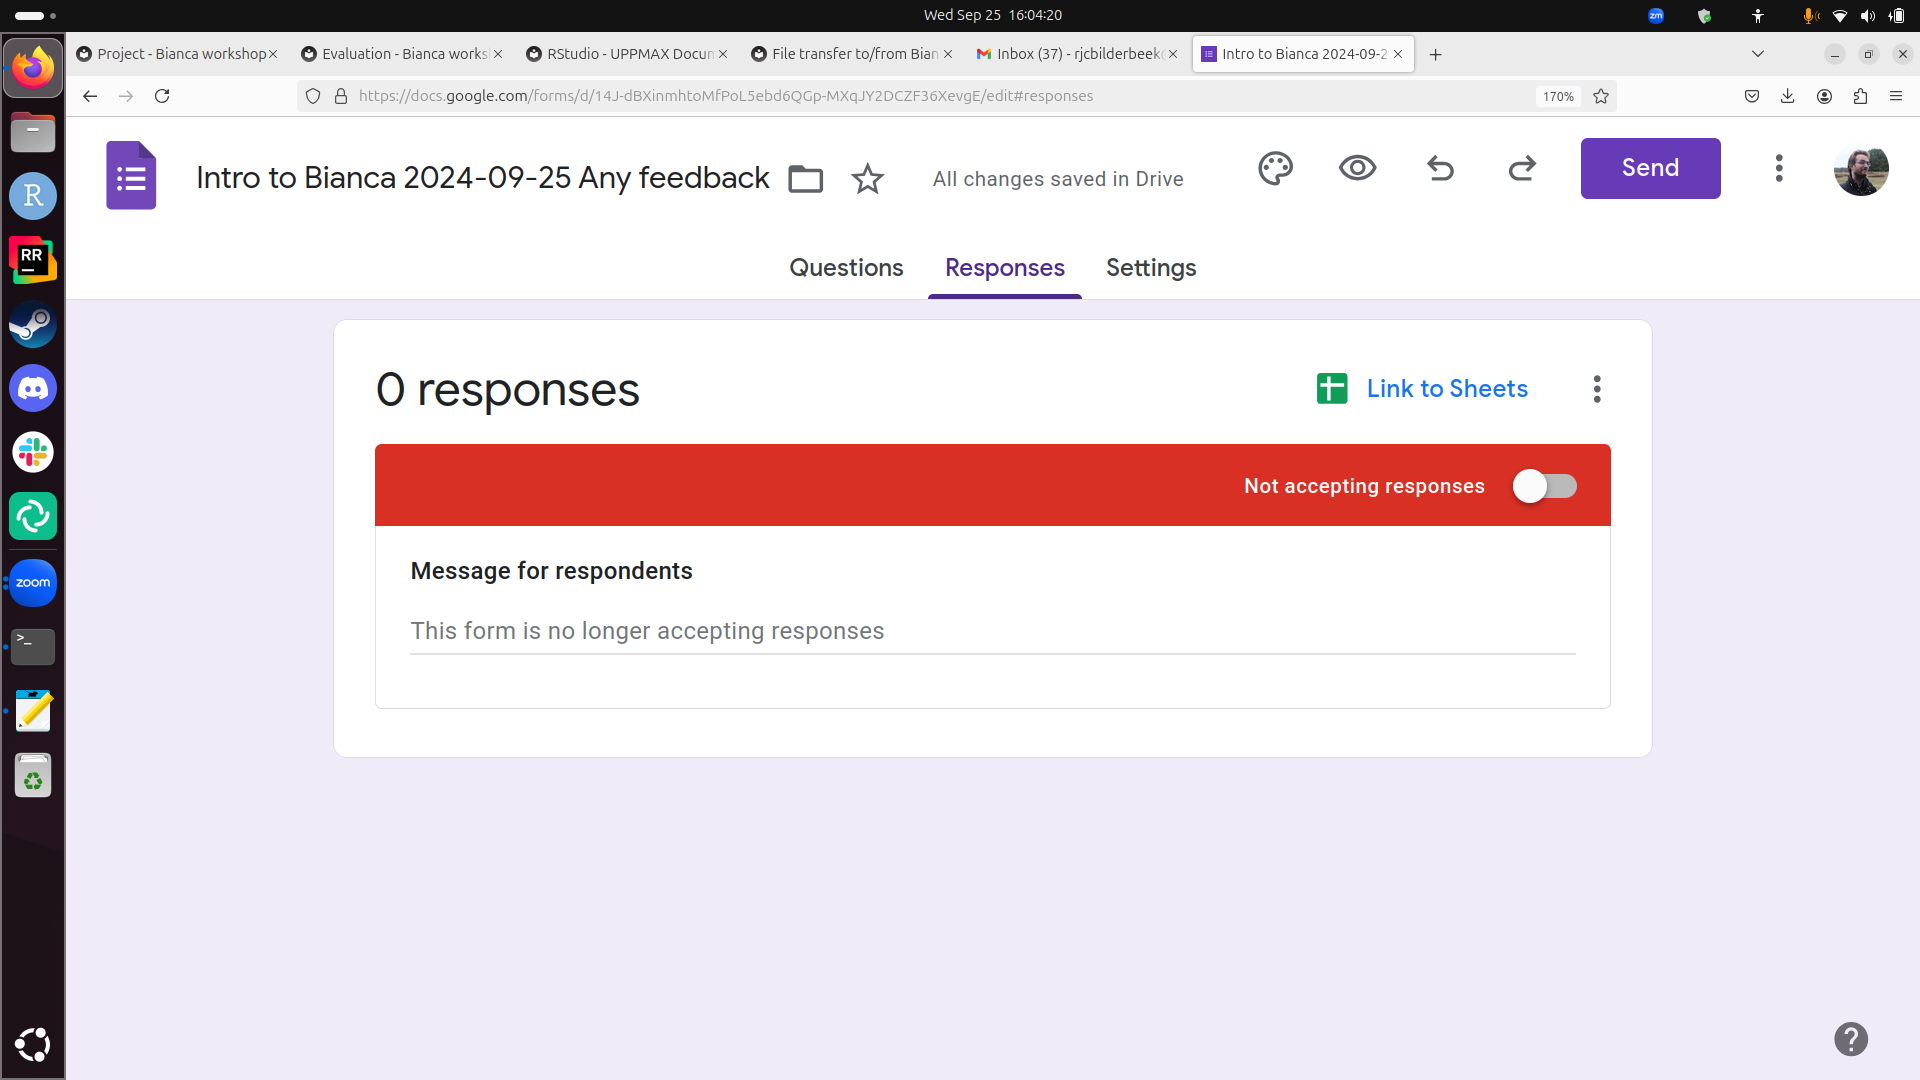 Wed Sep 25 16:04:20
zm
Project - Bianca workshop
Evaluation - Bianca works
RStudio - UPPMAX Docum
File transfer to/from Bian
Inbox (37) - rjcbilderbeek
Intro to Bianca 2024-09-2
https://docs.google.com/forms/d/14J-dBXinmhtoMfPoL5ebd6QGp-MXqJY2DCZF36XevgE/edit#responses
170%
Intro to Bianca 2024-09-25 Any feedback
All changes saved in Drive
Send
Questions
Responses
Settings
0 responses
Link to Sheets
Not accepting responses
Message for respondents
This form is no longer accepting responses
R
RR
zoom
>_
?